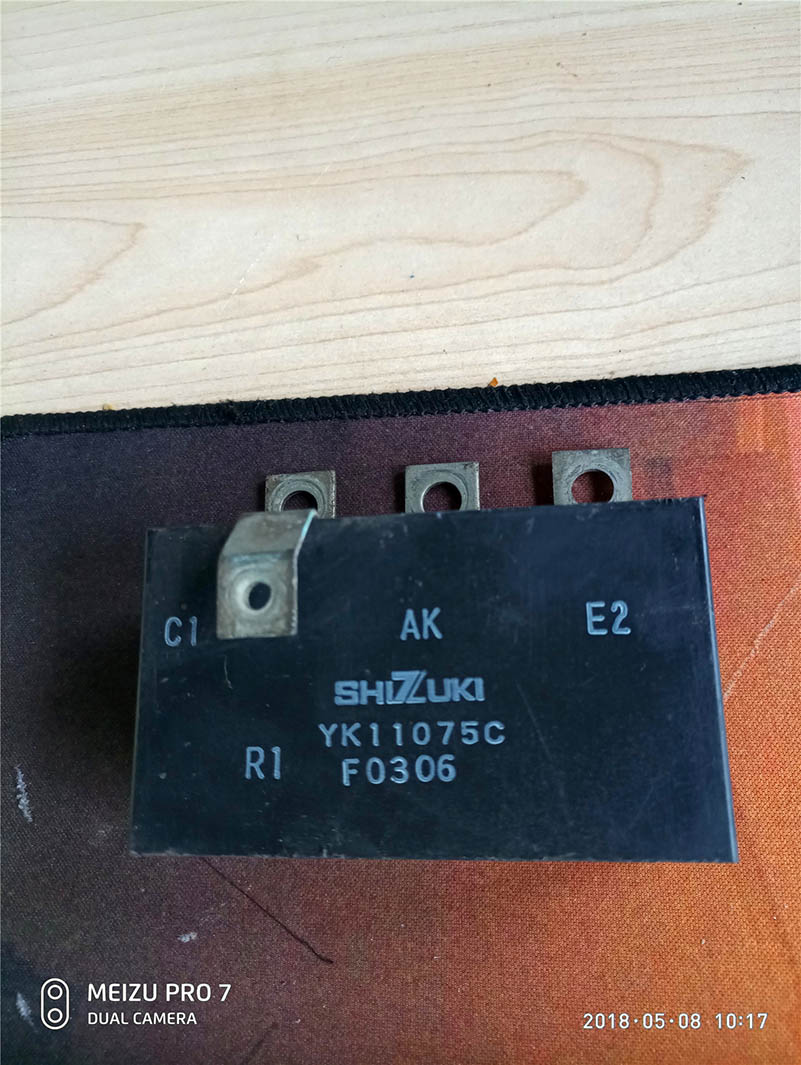 C1 AK E2
SHIZUKI
YK11075C
R1 F0306
MEIZU PRO 7
DUAL CAMERA
2018·05·08 10:17